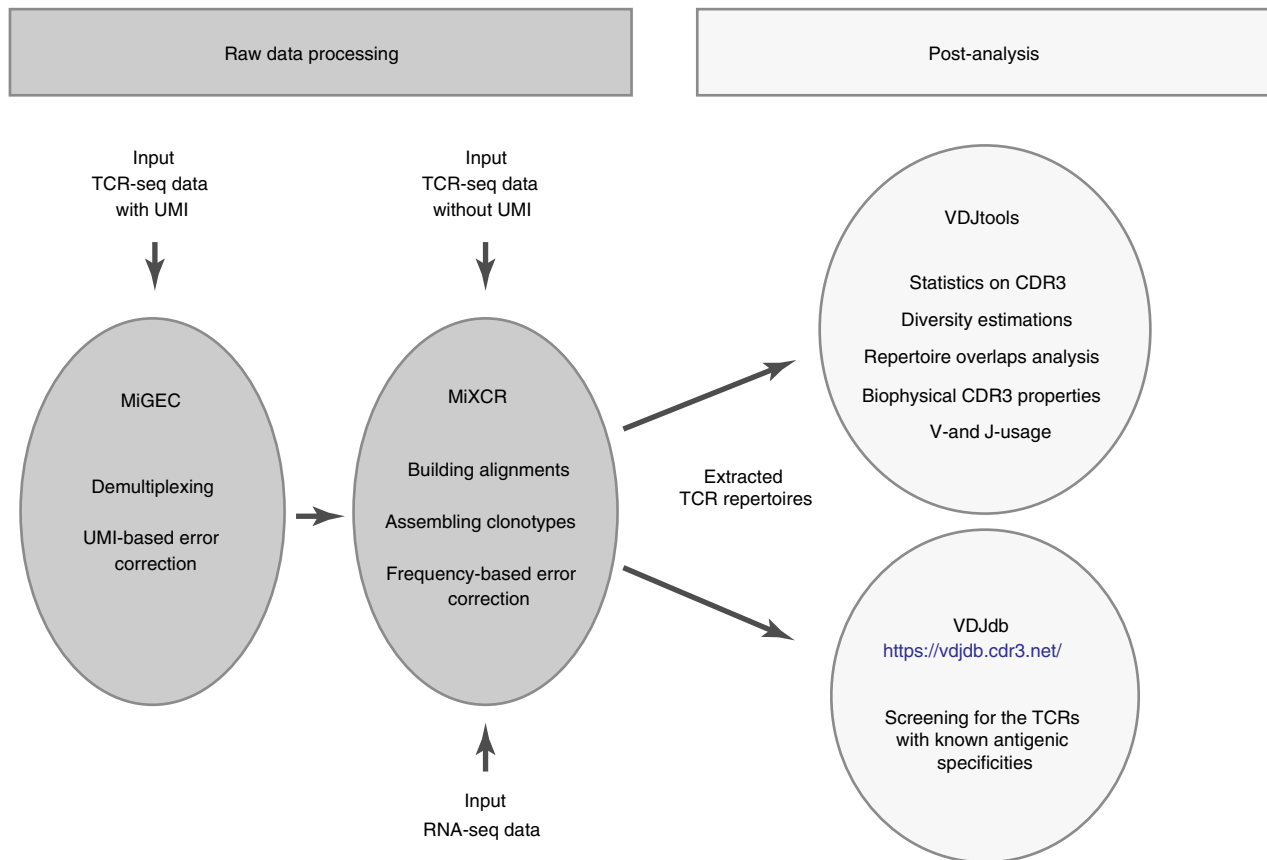 Raw data processing
Post-analysis
Input
TCR-seq data
with UMI
Input
TCR-seq data
without UMI
MiGEC
Demultiplexing
UMI-based error
correction
MiXCR
Building alignments
Assembling clonotypes
Frequency-based error
correction
Input
RNA-seq data
Extracted
TCR repertoires
VDJtools
Statistics on CDR3
Diversity estimations
Repertoire overlaps analysis
Biophysical CDR3 properties
V-and J-usage
VDJdb
https://vdjdb.cdr3.net/
Screening for the TCRs
with known antigenic
specificities